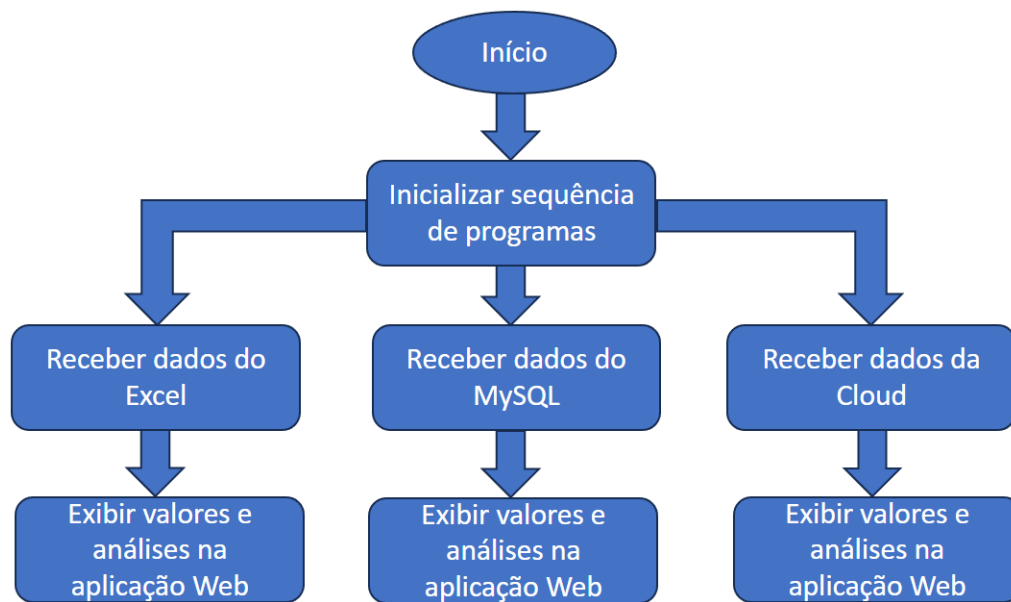 Início
Inicializar sequência
de programas
Receber dados do
Excel
Receber dados do
MySQL
Receber dados da
Cloud
Exibir valores e
análises na
aplicação Web
Exibir valores e
análises na
aplicação Web
Exibir valores e
análises na
aplicação Web